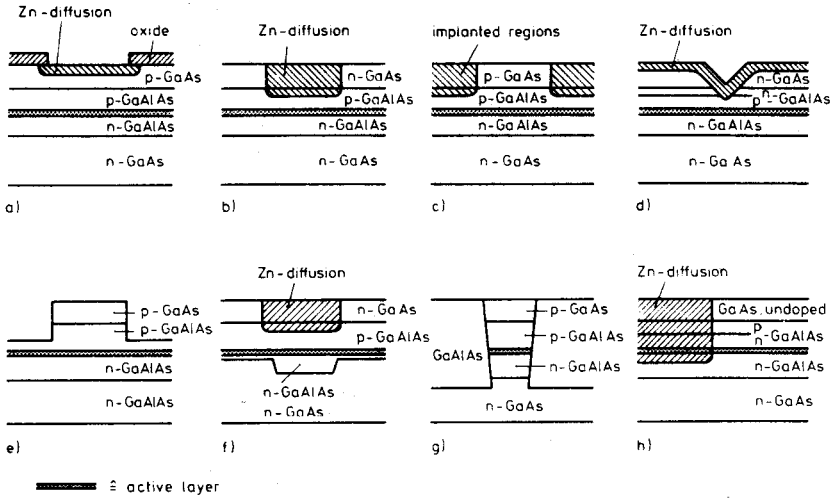 Zn-diffusion
oxide
p-GaAs
p-GaAlAs
n-GaAlAs
n-GaAs
a)
Zn-diffusion
n-GaAs
p-GaAlAs
n-GaAlAs
n-GaAs
b)
implanted regions
p-GaAs
p-GaAlAs
n-GaAlAs
n-GaAs
c)
Zn-diffusion
n-GaAs
n
p-GaAlAs
n-GaAlAs
n-GaAs
d)
p-GaAs
p-GaAlAs
n-GaAlAs
n-GaAlAs
e)
Zn-diffusion
n-GaAs
p-GaAlAs
n-GaAlAs
n-GaAs
f)
p-GaAs
p-GaAlAs
GaAlAs
n-GaAlAs
n-GaAs
g)
Zn-diffusion
GaAs, undoped
p
n-GaAlAs
n-GaAlAs
n-GaAs
h)
≙ active layer